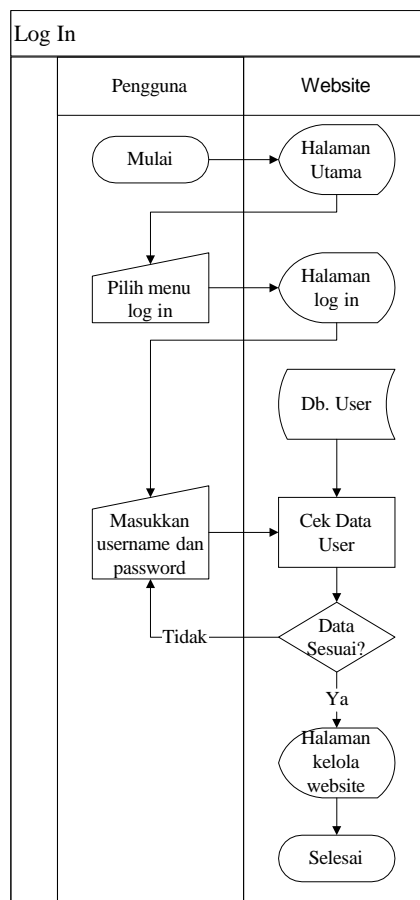 Log In
Pengguna
Website
Mulai
Halaman
Utama
Pilih menu
log in
Halaman
log in
Db. User
Masukkan
username dan
password
Cek Data
User
Tidak
Data
Sesuai?
Ya
Halaman
kelola
website
Selesai